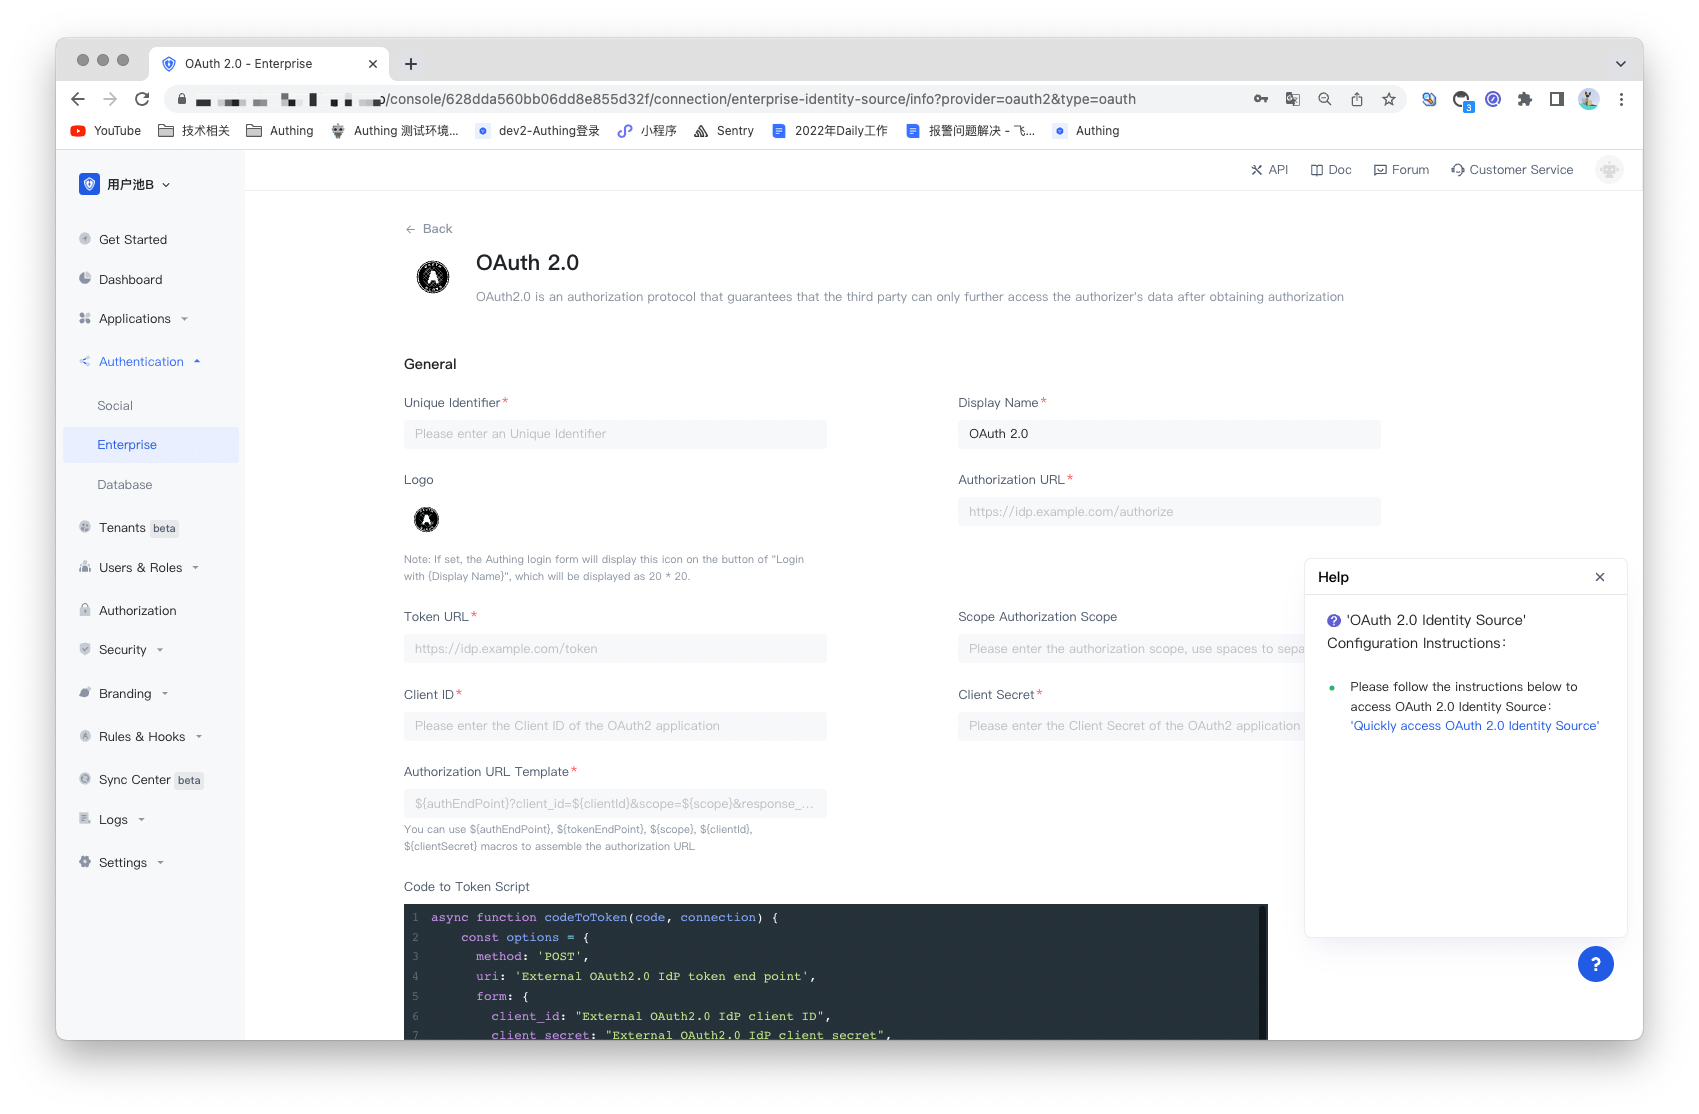 OAuth 2.0 - Enterprise
/console/628dda560bb06dd8e855d32f/connection/enterprise-identity-source/info?provider=oauth2&type=oauth
3
YouTube 技术相关 Authing Authing 测试环境... dev2-Authing登录 小程序 Sentry 2022年Daily工作 报警问题解决 - 飞... Authing
用户池B
API Doc Forum Customer Service
Get Started
Dashboard
Applications
Authentication
Social
Enterprise
Database
Tenants beta
Users & Roles
Authorization
Security
Branding
Rules & Hooks
Sync Center beta
Logs
Settings
Back
OAuth 2.0
OAuth2.0 is an authorization protocol that guarantees that the third party can only further access the authorizer's data after obtaining authorization
General
Unique Identifier*
Please enter an Unique Identifier
Display Name*
OAuth 2.0
Logo
A
Note: If set, the Authing login form will display this icon on the button of "Login
with {Display Name}", which will be displayed as 20 * 20.
Authorization URL*
https://idp.example.com/authorize
Token URL*
https://idp.example.com/token
Scope Authorization Scope
Please enter the authorization scope, use spaces to sepa
Client ID*
Please enter the Client ID of the OAuth2 application
Client Secret*
Please enter the Client Secret of the OAuth2 application
Authorization URL Template*
${authEndPoint}?client_id=${clientId}&scope=${scope}&response_...
You can use ${authEndPoint}, ${tokenEndPoint}, ${scope}, ${clientId},
${clientSecret} macros to assemble the authorization URL
Code to Token Script
1 async function codeToToken(code, connection) {
2 const options = {
3 method: 'POST',
4 uri: 'External OAuth2.0 IdP token end point',
5 form: {
6 client_id: "External OAuth2.0 IdP client ID",
7 client_secret: "External OAuth2.0 IdP client secret",
Help
'OAuth 2.0 Identity Source'
Configuration Instructions：
Please follow the instructions below to
access OAuth 2.0 Identity Source：
'Quickly access OAuth 2.0 Identity Source'
?